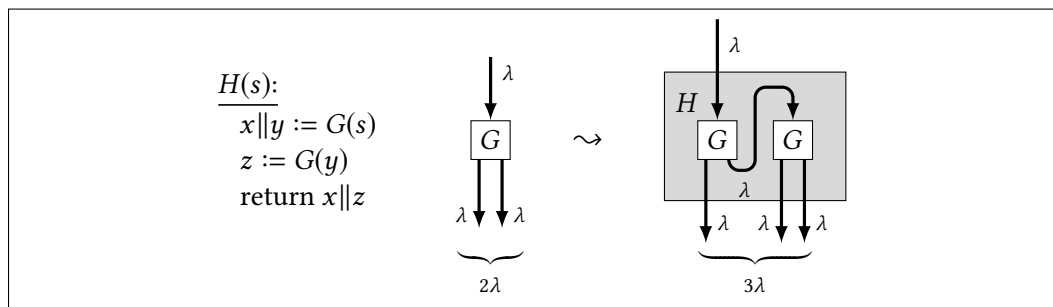 H(s):
x‖y := G(s)
z := G(y)
return x‖z
λ
G
λ λ
2λ
⇝
λ
H
G G
λ
λ λ λ
3λ